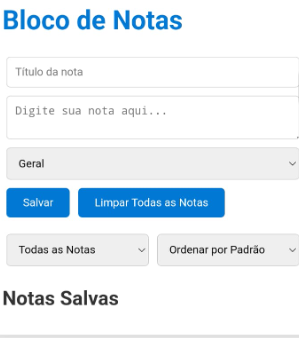 Bloco de Notas
Título da nota
Digite sua nota aqui...
Geral
Salvar Limpar Todas as Notas
Todas as Notas Ordenar por Padrão
Notas Salvas